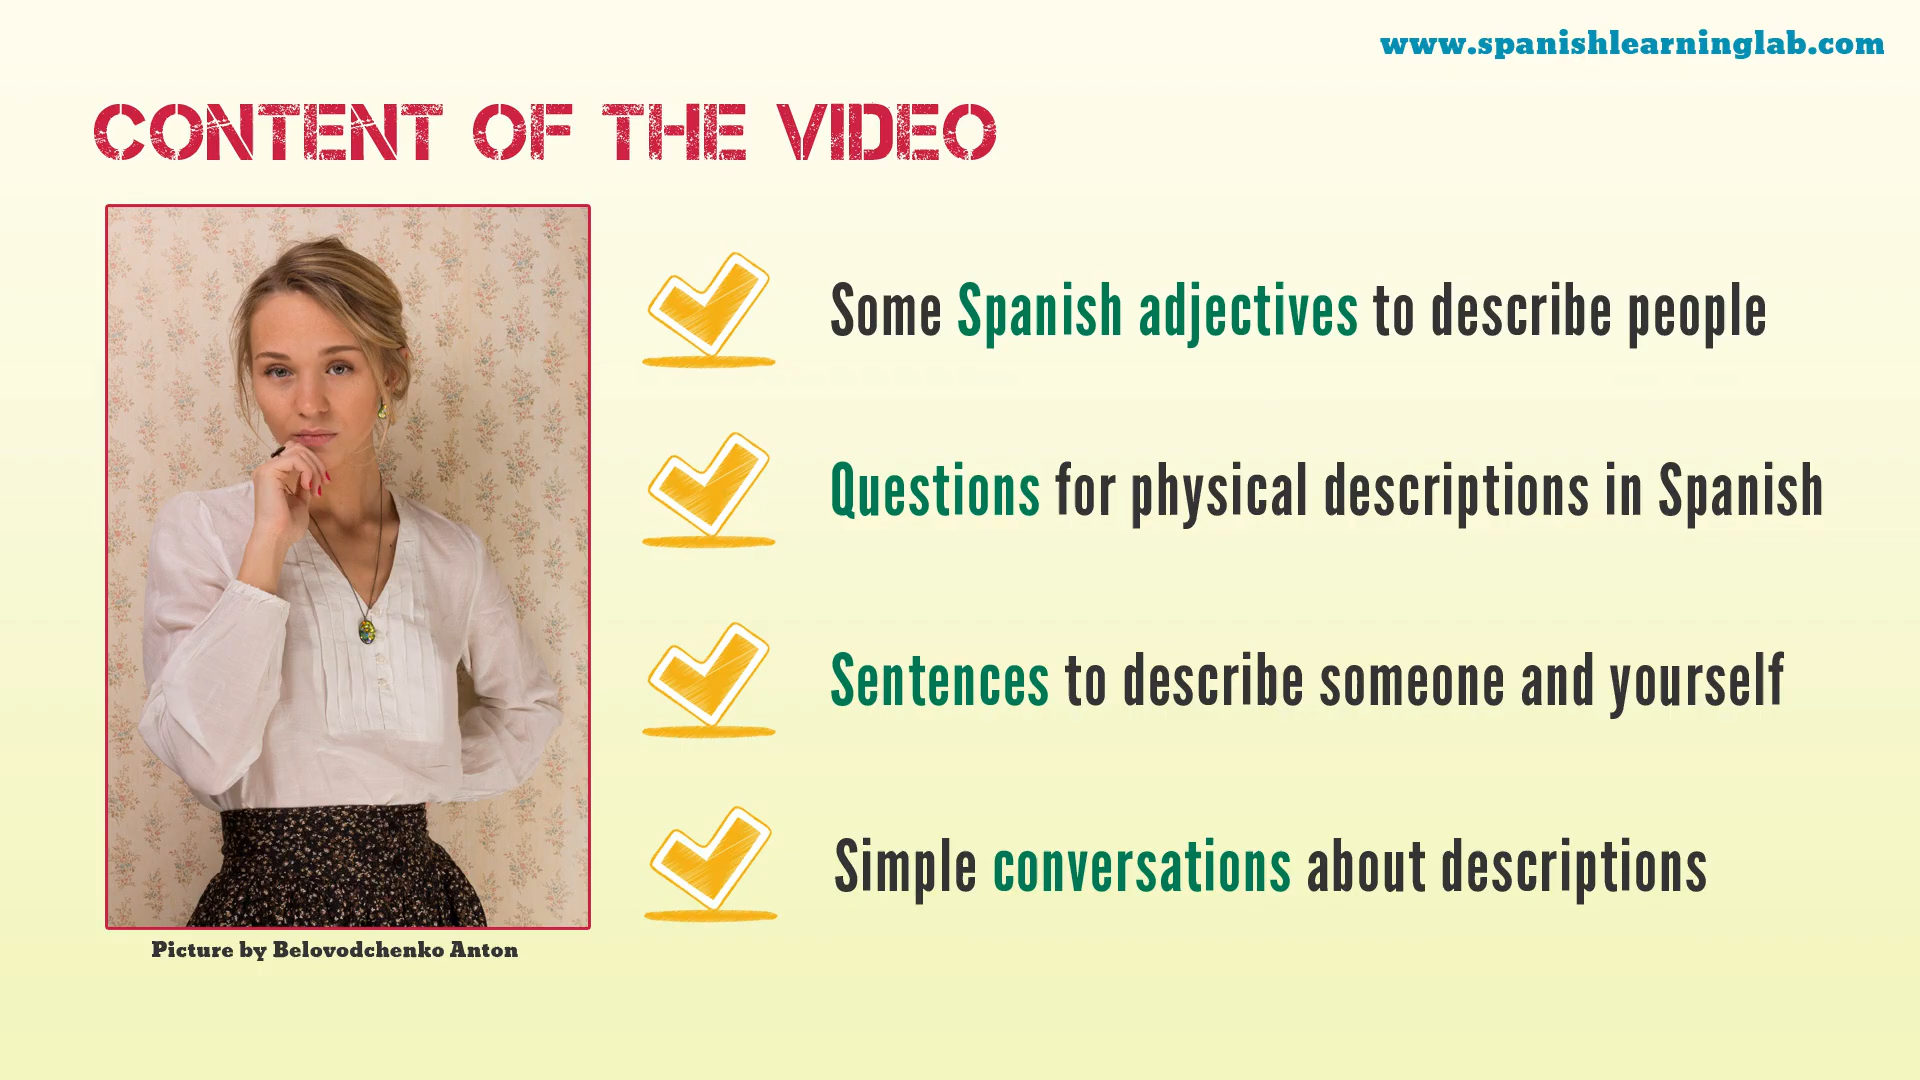 www.spanishlearninglab.com
CONTENT OF THE VIDEO
Some Spanish adjectives to describe people
Questions for physical descriptions in Spanish
Sentences to describe someone and yourself
Simple conversations about descriptions
Picture by Belovodchenko Anton